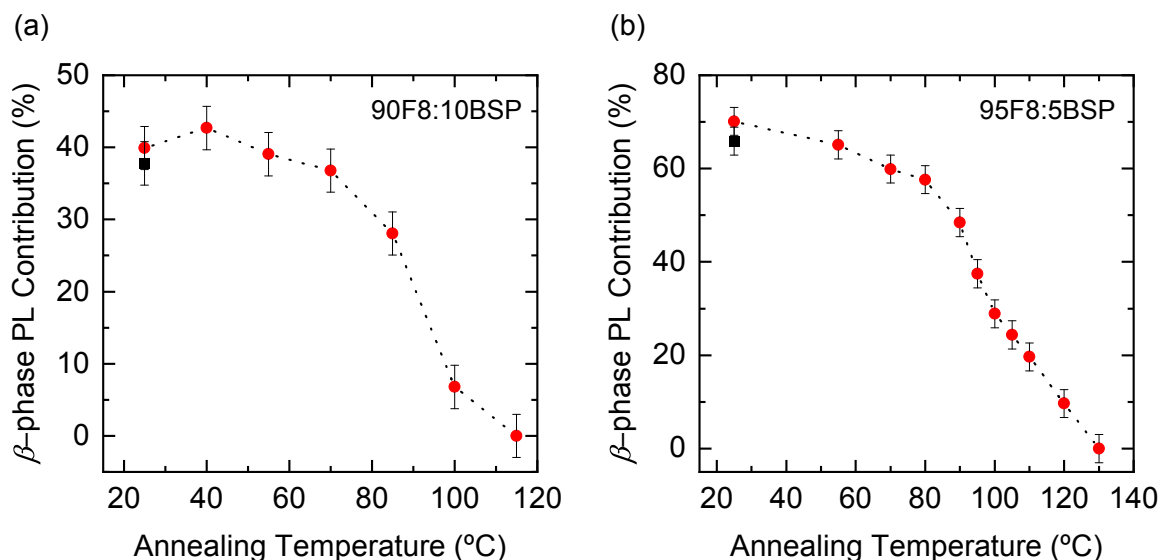 (a)
90F8:10BSP
β–phase PL Contribution (%)
50
40
30
20
10
0
20 40 60 80 100 120
Annealing Temperature (ºC)
(b)
95F8:5BSP
β–phase PL Contribution (%)
80
60
40
20
0
20 40 60 80 100 120 140
Annealing Temperature (ºC)